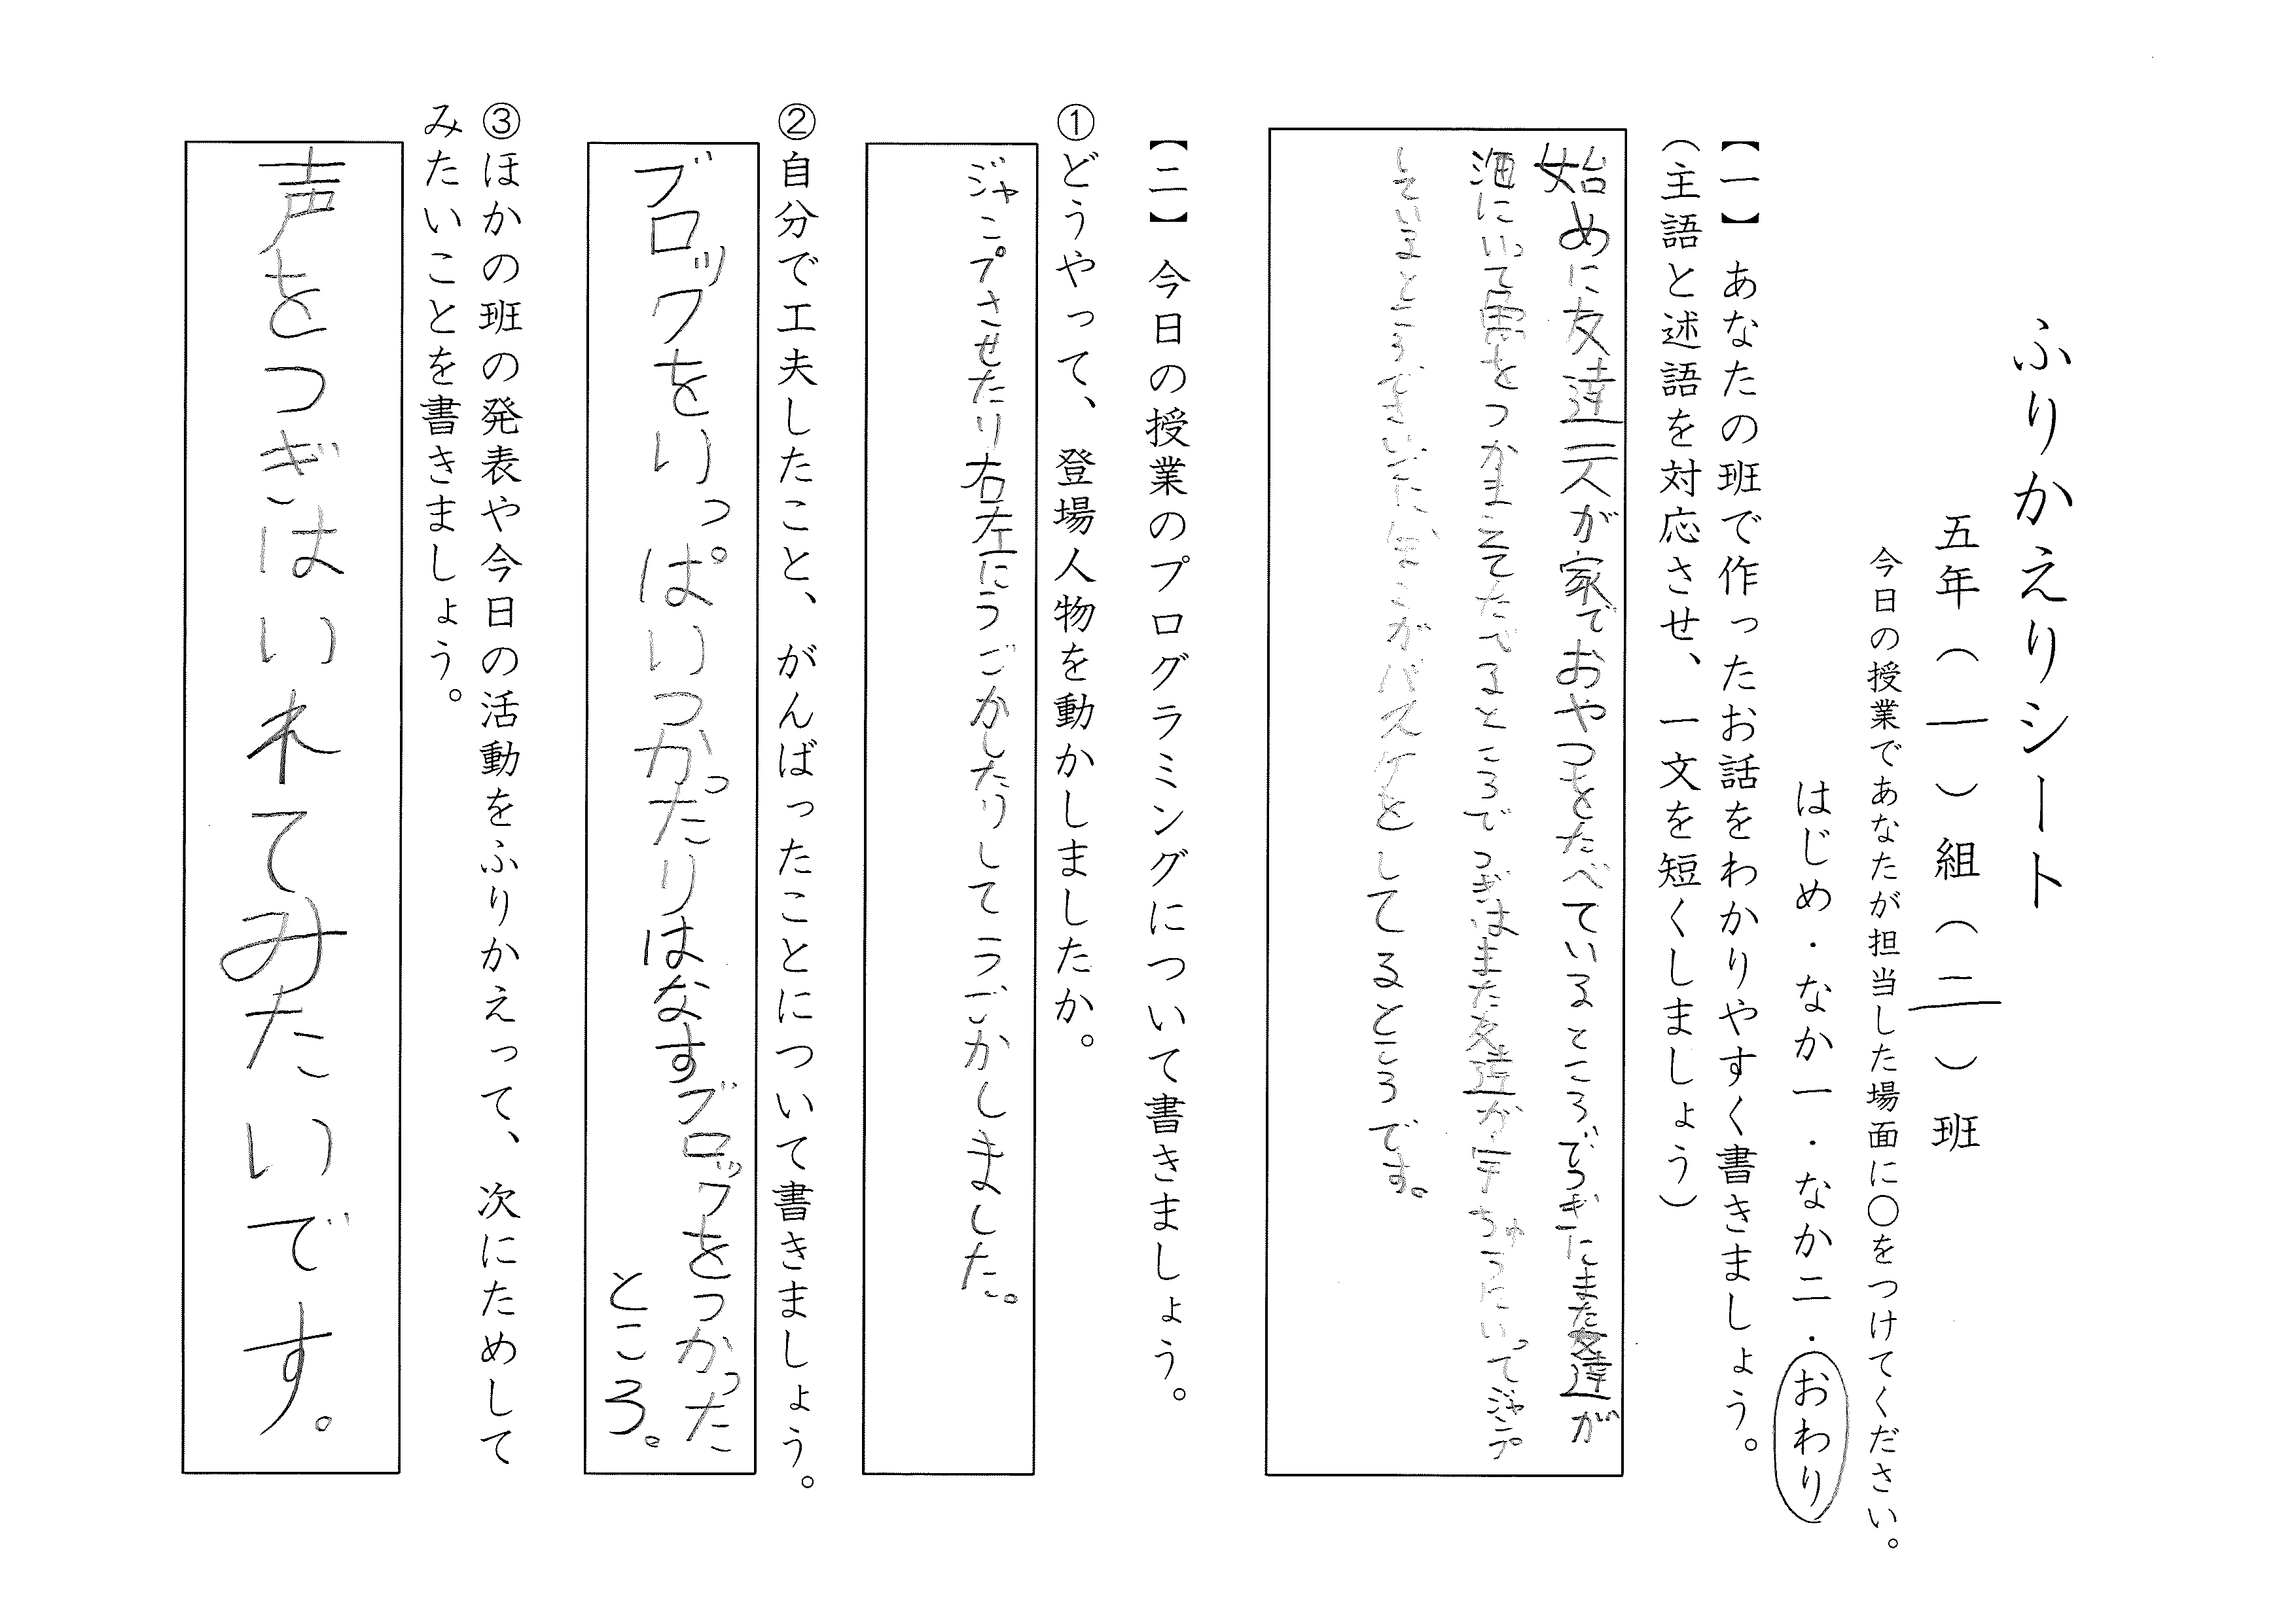 ふりかえりシート
五年（一）組（二）班
今日の授業であなたが担当した場面に○をつけてください。
はじめ・なか一・なか二・おわり
【一】あなたの班で作ったお話をわかりやすく書きましょう。
（主語と述語を対応させ、一文を短くしましょう）
始めに友達二人が家でおやつをたべているところでつぎにまた友達が
海にいって魚をつかまえてたべるところでつぎはまた友達が宇ちゅうにいってジャンプ
しているところでさいごに がバスケをしてるところです。
【二】今日の授業のプログラミングについて書きましょう。
①どうやって、登場人物を動かしましたか。
ジャンプさせたり右左にうごかしたりしてうごかしました。
②自分で工夫したこと、がんばったことについて書きましょう。
ブロックをいっぱいつかったりはなすブロックをつかった
ところ。
③ほかの班の発表や今日の活動をふりかえって、次にためして
みたいことを書きましょう。
声をつぎはいれてみたいです。